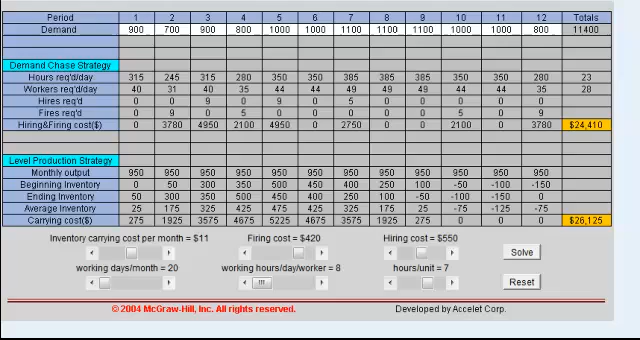 Period 1 2 3 4 5 6 7 8 9 10 11 12 Totals
Demand 900 700 900 800 1000 1000 1100 1100 1100 1000 1000 800 11400
Demand Chase Strategy
Hours req'd/day 315 245 315 280 350 350 385 385 385 350 350 280 23
Workers req'd/day 40 31 40 35 44 44 49 49 49 44 44 35 28
Hires req'd 0 0 9 0 9 0 5 0 0 0 0 0
Fires req'd 0 9 0 5 0 0 0 0 0 5 0 9
Hiring&Firing cost($) 0 3780 4950 2100 4950 0 2750 0 0 2100 0 3780 $24,410
Level Production Strategy
Monthly output 950 950 950 950 950 950 950 950 950 950 950 950
Beginning Inventory 0 50 300 350 500 450 400 250 100 -50 -100 -150
Ending Inventory 50 300 350 500 450 400 250 100 -50 -100 -150 0
Average Inventory 25 175 325 425 475 425 325 175 25 -75 -125 -75
Carrying cost($) 275 1925 3575 4675 5225 4675 3575 1925 275 0 0 0 $26,125
Inventory carrying cost per month = $11 Firing cost = $420 Hiring cost = $550
Solve
working days/month = 20 working hours/day/worker = 8 hours/unit = 7
Reset
© 2004 McGraw-Hill, Inc. All rights reserved. Developed by Accelet Corp.